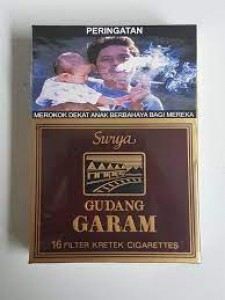 PERINGATAN
MEROKOK DEKAT ANAK BERBAHAYA BAGI MEREKA
Surya
GUDANG
GARAM
16 FILTER KRETEK CIGARETTES